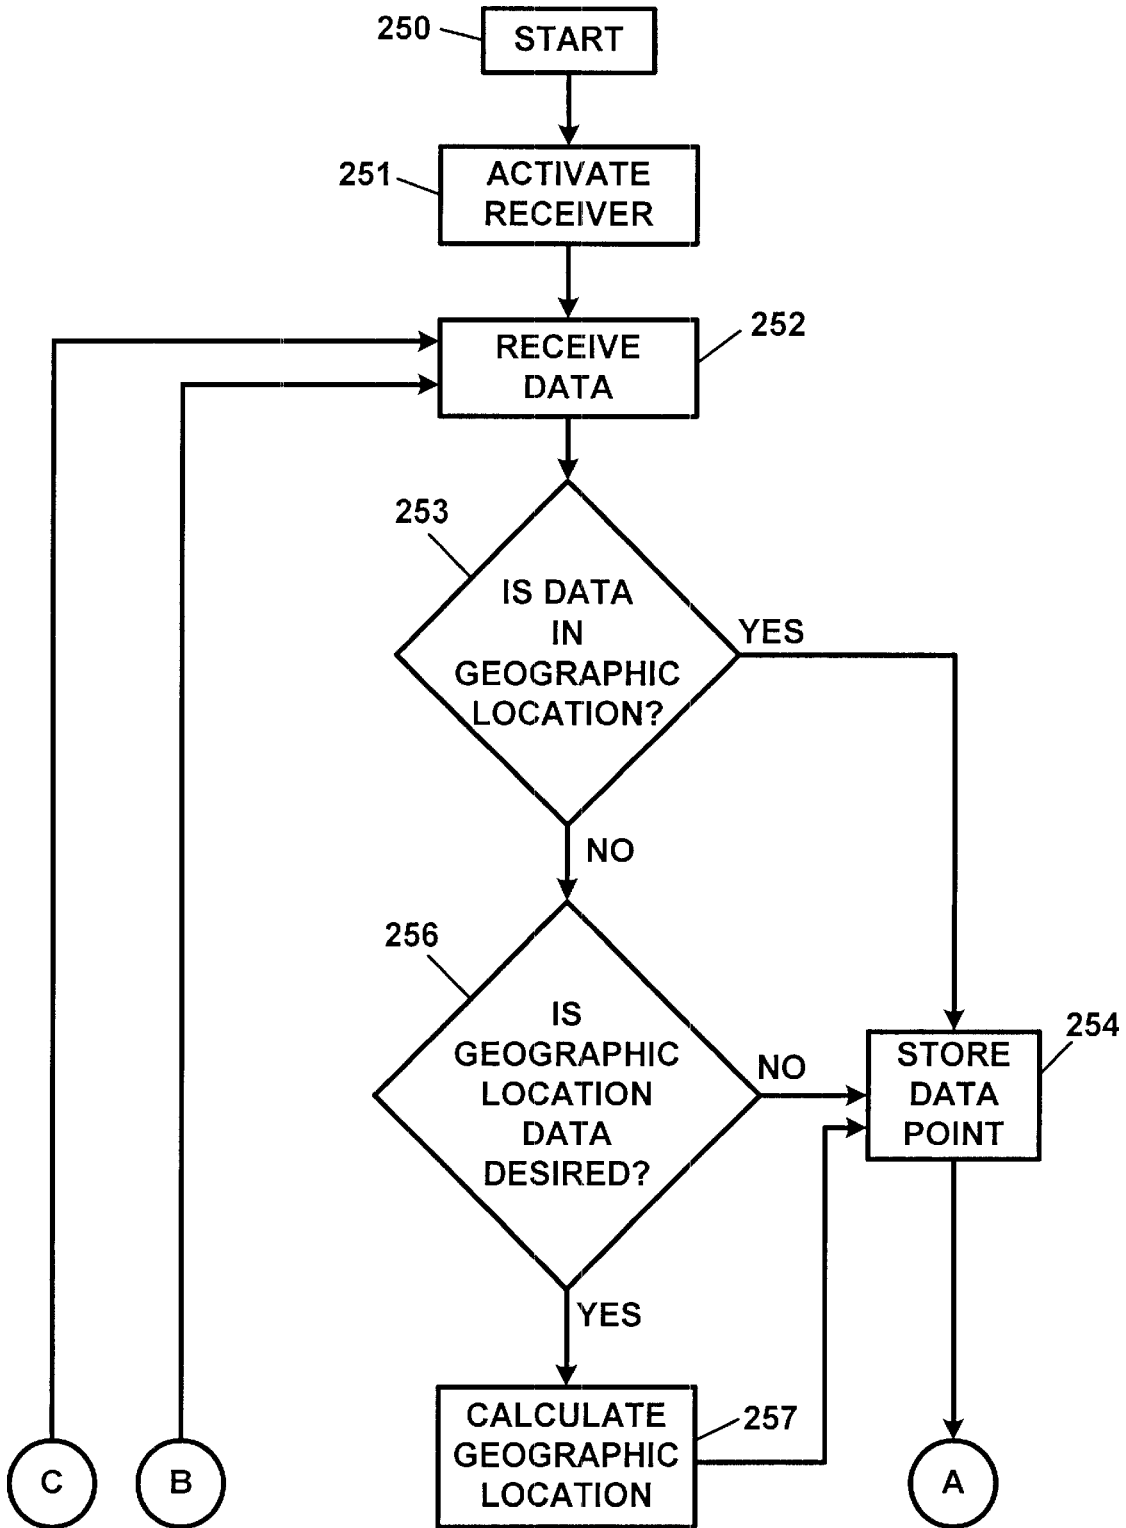 250
START
251
ACTIVATE
RECEIVER
252
RECEIVE
DATA
253
IS DATA
IN
GEOGRAPHIC
LOCATION?
YES
NO
256
IS
GEOGRAPHIC
LOCATION
DATA
DESIRED?
NO
254
STORE
DATA
POINT
YES
CALCULATE
GEOGRAPHIC
LOCATION
257
C
B
A